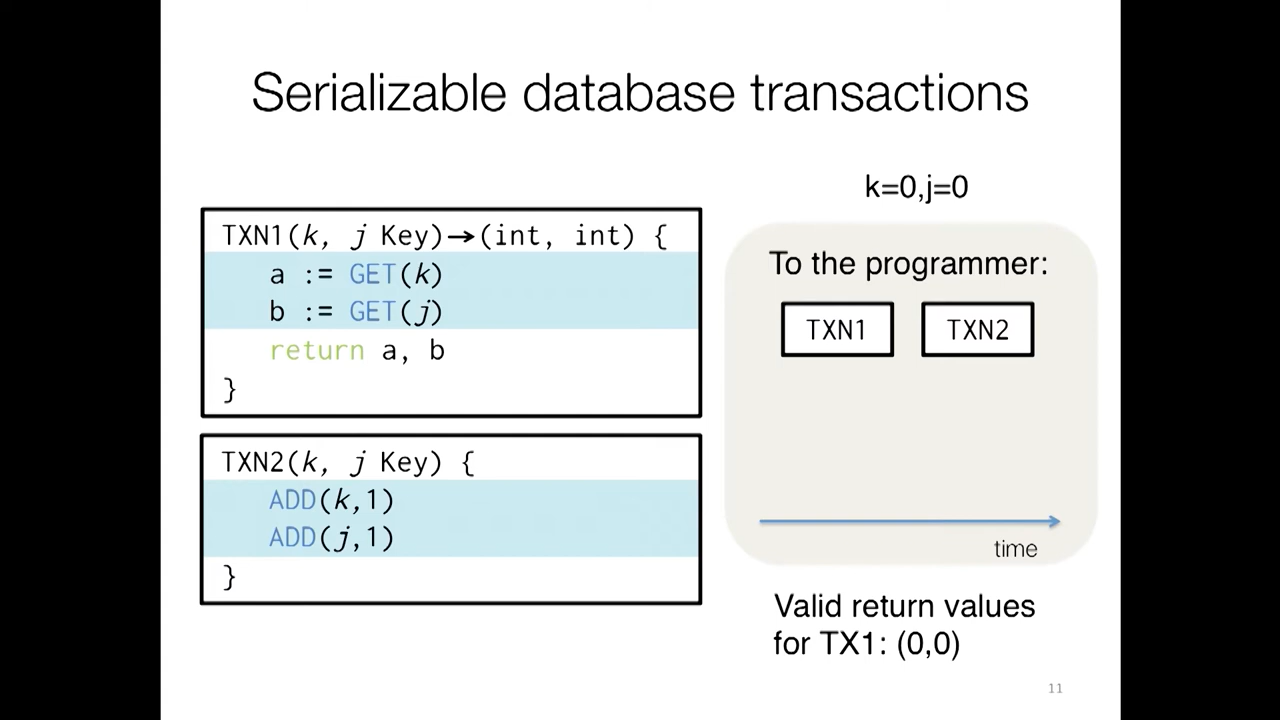 Serializable database transactions
TXN1(k, j Key)→(int, int) {
a := GET(k)
b := GET(j)
return a, b
}
TXN2(k, j Key) {
ADD(k,1)
ADD(j,1)
}
k=0,j=0
To the programmer:
TXN1 TXN2
time
Valid return values
for TX1: (0,0)
11